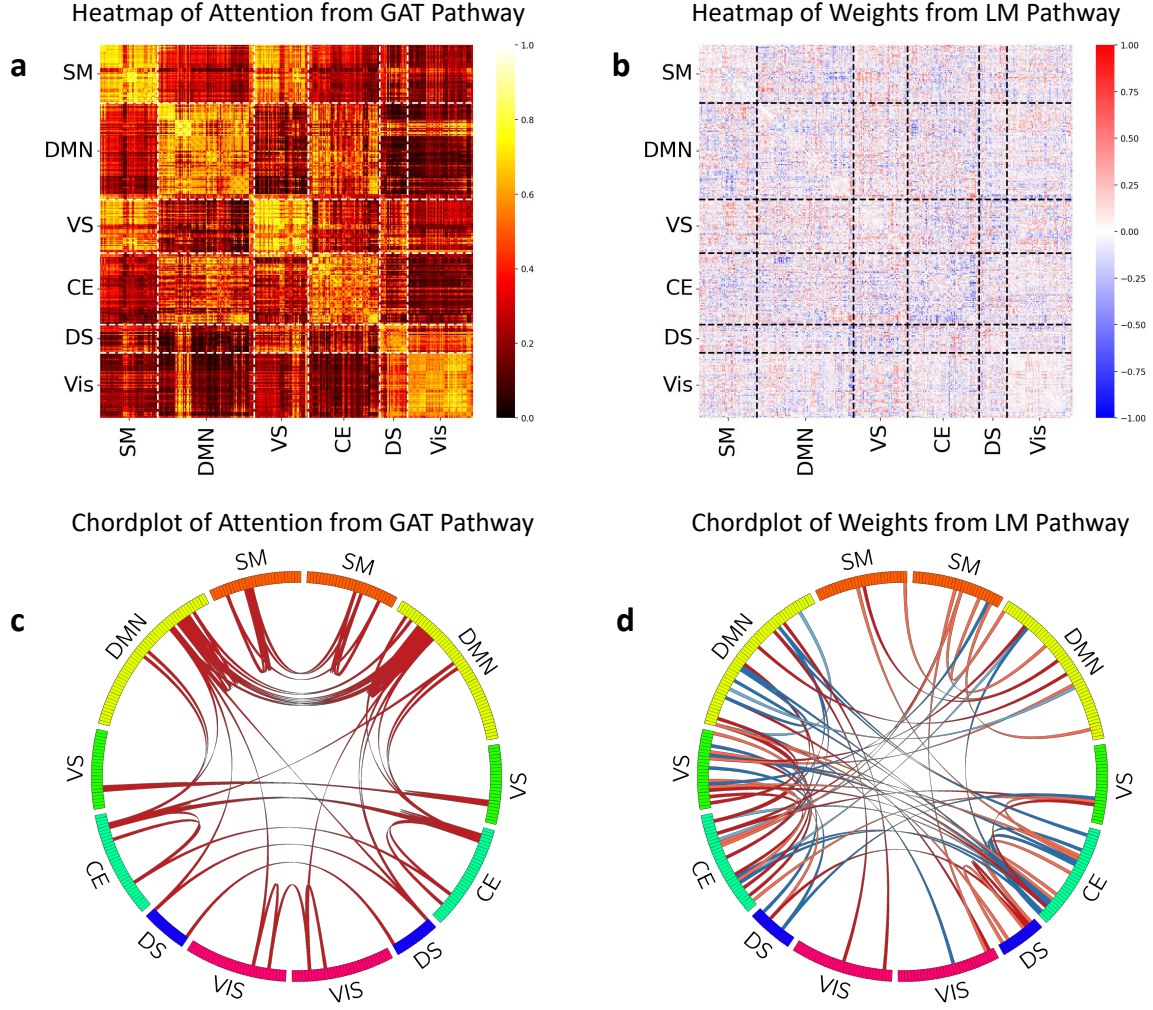 Heatmap of Attention from GAT Pathway
Heatmap of Weights from LM Pathway
a
b
SM
DMN
VS
CE
DS
Vis
SM
DMN
VS
CE
DS
Vis
1.0
0.8
0.6
0.4
0.2
0.0
SM
DMN
VS
CE
DS
Vis
SM
DMN
VS
CE
DS
Vis
1.00
0.75
0.50
0.25
0.00
−0.25
−0.50
−0.75
−1.00
Chordplot of Attention from GAT Pathway
Chordplot of Weights from LM Pathway
c
d
SM
SM
DMN
DMN
VS
VS
CE
CE
DS
DS
VIS
VIS
SM
SM
DMN
DMN
VS
VS
CE
CE
DS
DS
VIS
VIS